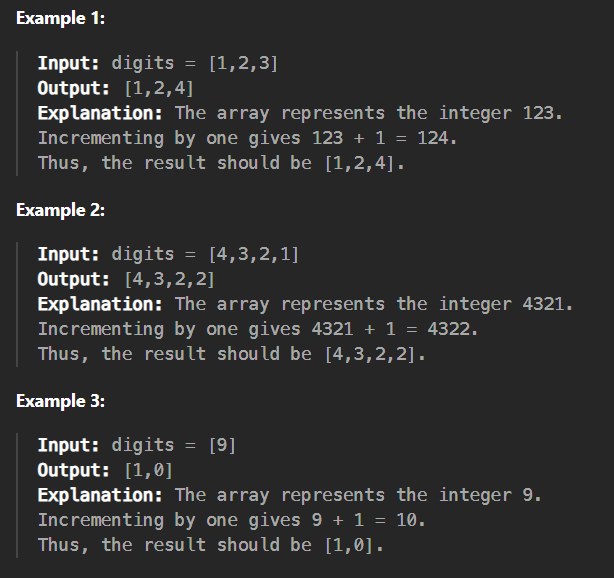 Example 1:
Input: digits = [1,2,3]
Output: [1,2,4]
Explanation: The array represents the integer 123.
Incrementing by one gives 123 + 1 = 124.
Thus, the result should be [1,2,4].
Example 2:
Input: digits = [4,3,2,1]
Output: [4,3,2,2]
Explanation: The array represents the integer 4321.
Incrementing by one gives 4321 + 1 = 4322.
Thus, the result should be [4,3,2,2].
Example 3:
Input: digits = [9]
Output: [1,0]
Explanation: The array represents the integer 9.
Incrementing by one gives 9 + 1 = 10.
Thus, the result should be [1,0].